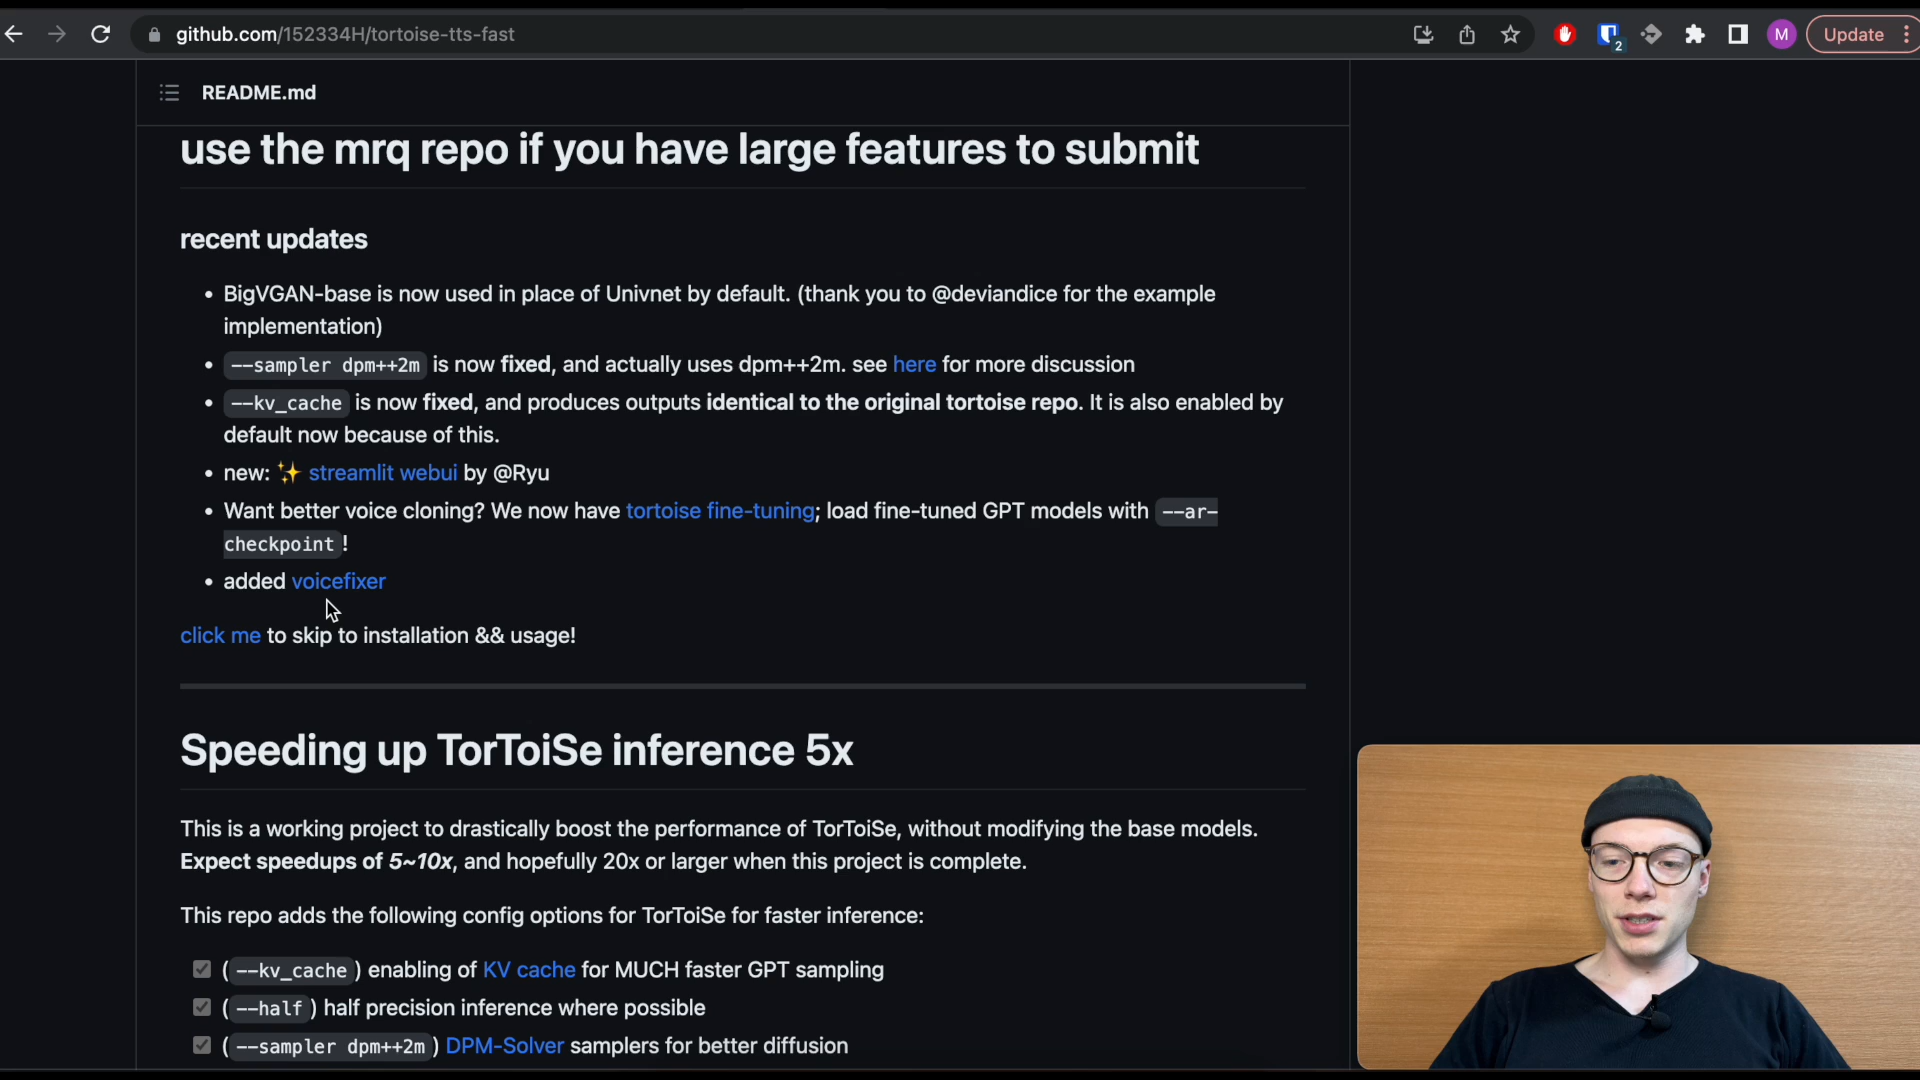 github.com/152334H/tortoise-tts-fast
2
M
Update
README.md
use the mrq repo if you have large features to submit
recent updates
• BigVGAN-base is now used in place of Univnet by default. (thank you to @deviandice for the example
implementation)
• --sampler dpm++2m is now fixed, and actually uses dpm++2m. see here for more discussion
• --kv_cache is now fixed, and produces outputs identical to the original tortoise repo. It is also enabled by
default now because of this.
• new: ✨ streamlit webui by @Ryu
• Want better voice cloning? We now have tortoise fine-tuning; load fine-tuned GPT models with --ar-
checkpoint !
• added voicefixer
click me to skip to installation && usage!
Speeding up TorToiSe inference 5x
This is a working project to drastically boost the performance of TorToiSe, without modifying the base models.
Expect speedups of 5~10x, and hopefully 20x or larger when this project is complete.
This repo adds the following config options for TorToiSe for faster inference:
(--kv_cache) enabling of KV cache for MUCH faster GPT sampling
(--half) half precision inference where possible
(--sampler dpm++2m) DPM-Solver samplers for better diffusion